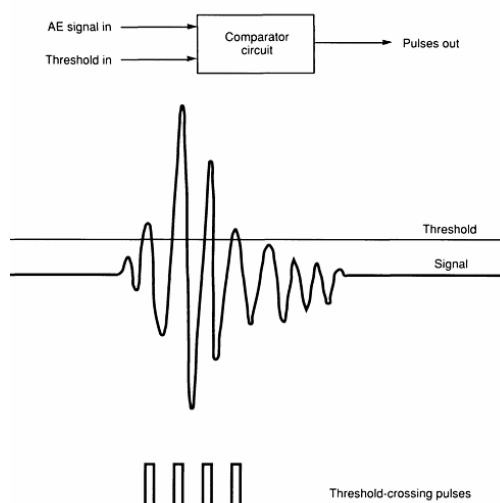 AE signal in
Threshold in
Comparator
circuit
Pulses out
Threshold
Signal
Threshold-crossing pulses